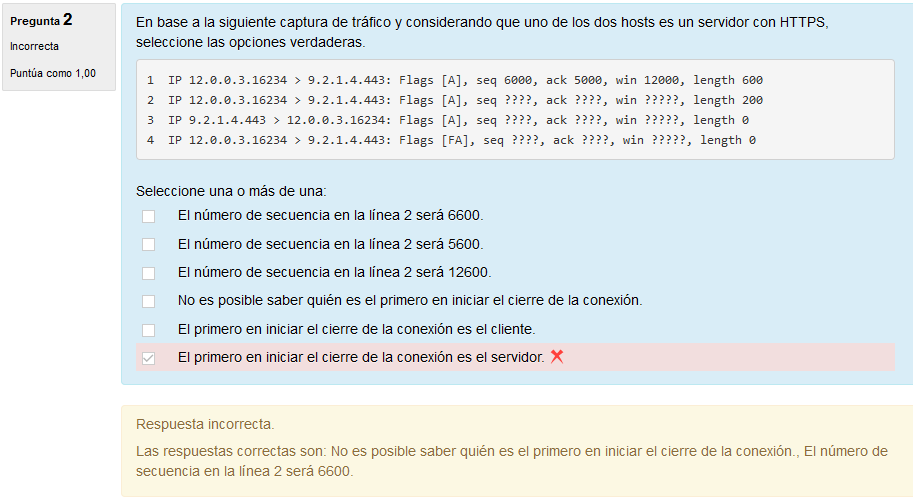 Pregunta 2
Incorrecta
Puntúa como 1,00
En base a la siguiente captura de tráfico y considerando que uno de los dos hosts es un servidor con HTTPS,
seleccione las opciones verdaderas.
1 IP 12.0.0.3.16234 > 9.2.1.4.443: Flags [A], seq 6000, ack 5000, win 12000, length 600
2 IP 12.0.0.3.16234 > 9.2.1.4.443: Flags [A], seq ????, ack ????, win ?????, length 200
3 IP 9.2.1.4.443 > 12.0.0.3.16234: Flags [A], seq ????, ack ????, win ?????, length 0
4 IP 12.0.0.3.16234 > 9.2.1.4.443: Flags [FA], seq ????, ack ????, win ?????, length 0
Seleccione una o más de una:
El número de secuencia en la línea 2 será 6600.
El número de secuencia en la línea 2 será 5600.
El número de secuencia en la línea 2 será 12600.
No es posible saber quién es el primero en iniciar el cierre de la conexión.
El primero en iniciar el cierre de la conexión es el cliente.
El primero en iniciar el cierre de la conexión es el servidor.
Respuesta incorrecta.
Las respuestas correctas son: No es posible saber quién es el primero en iniciar el cierre de la conexión., El número de
secuencia en la línea 2 será 6600.